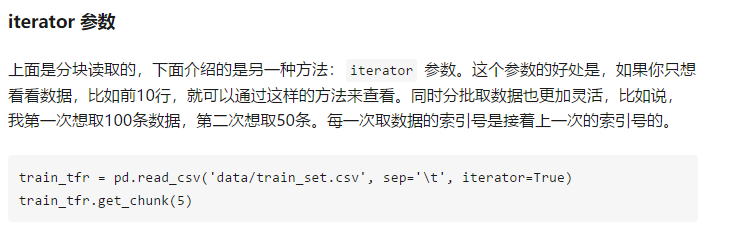 iterator 参数
上面是分块读取的，下面介绍的是另一种方法： iterator 参数。这个参数的好处是，如果你只想
看看数据，比如前10行，就可以通过这样的方法来查看。同时分批取数据也更加灵活，比如说，
我第一次想取100条数据，第二次想取50条。每一次取数据的索引号是接着上一次的索引号的。
train_tfr = pd.read_csv('data/train_set.csv', sep='\t', iterator=True)
train_tfr.get_chunk(5)